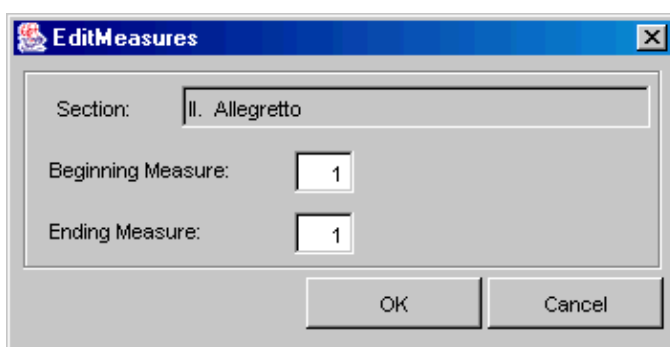 EditMeasures
Section: II. Allegretto
Beginning Measure: 1
Ending Measure: 1
OK Cancel